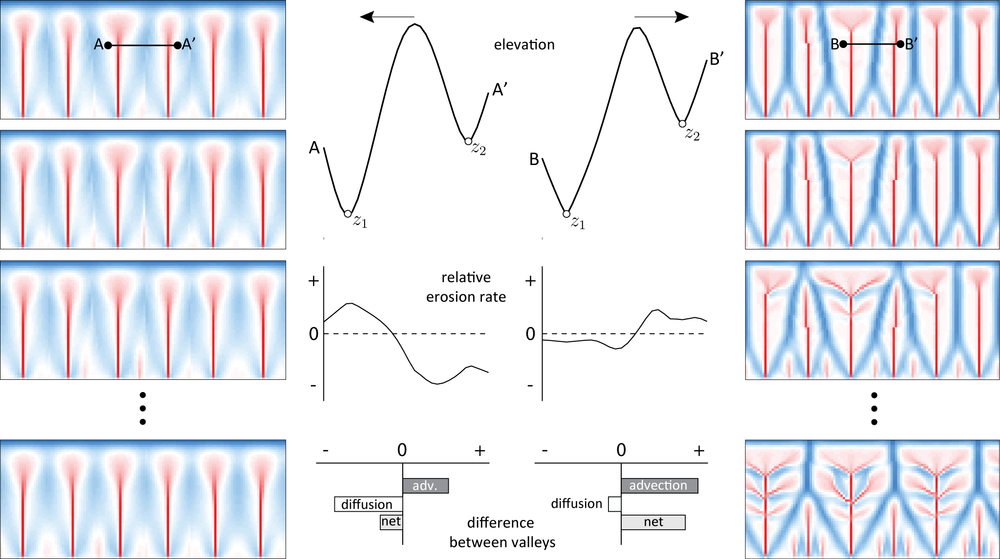 A
A’
elevation
B
B’
A’
B’
A
z2
B
z2
z1
z1
relative
erosion rate
+
0
-
+
0
-
- 0 +
- 0 +
adv.
diffusion
net
advection
diffusion
net
difference
between valleys